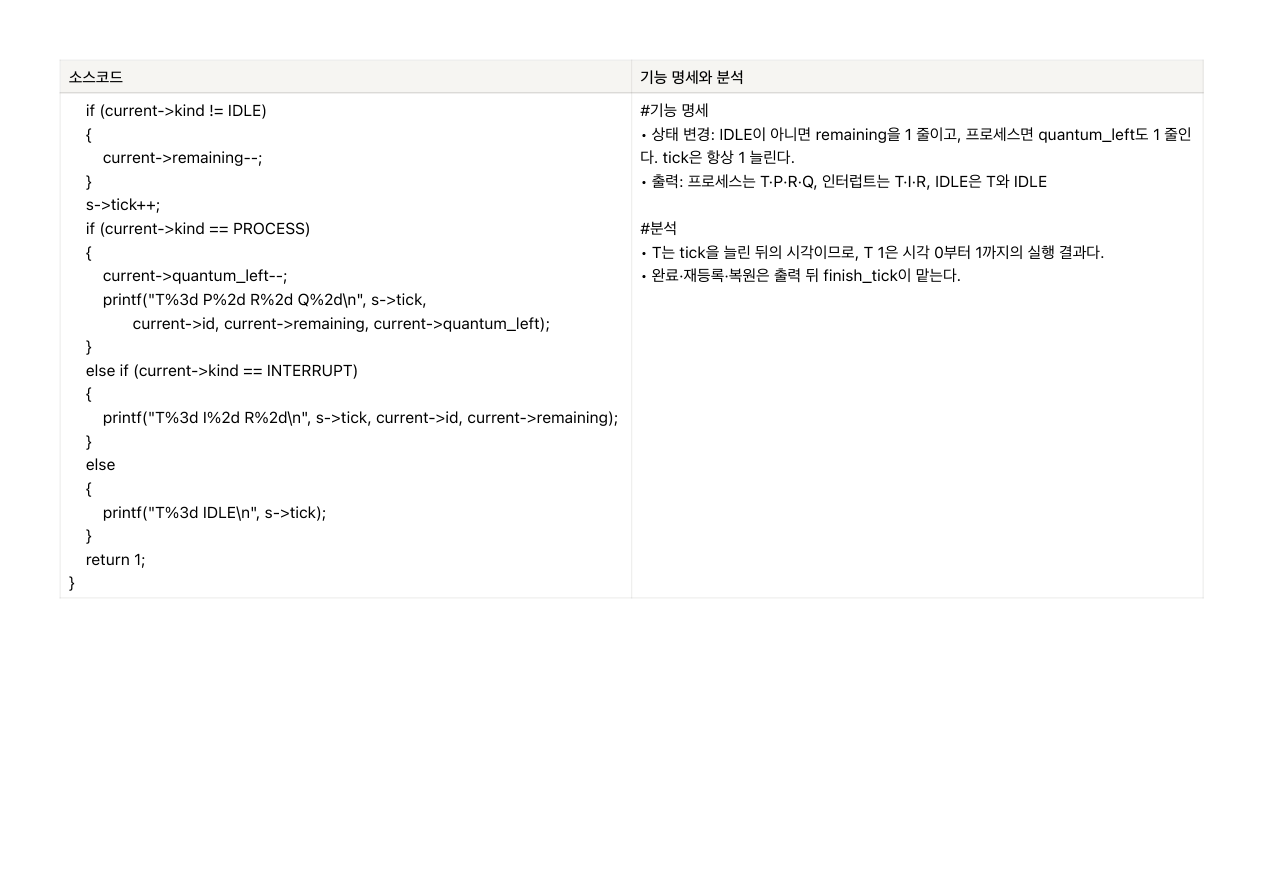 소스코드
기능 명세와 분석
if (current->kind != IDLE)
{
current->remaining--;
}
s->tick++;
if (current->kind == PROCESS)
{
current->quantum_left--;
printf("T%3d P%2d R%2d Q%2d\n", s->tick,
current->id, current->remaining, current->quantum_left);
}
else if (current->kind == INTERRUPT)
{
printf("T%3d I%2d R%2d\n", s->tick, current->id, current->remaining);
}
else
{
printf("T%3d IDLE\n", s->tick);
}
return 1;
}
#기능 명세
• 상태 변경: IDLE이 아니면 remaining을 1 줄이고, 프로세스면 quantum_left도 1 줄인
다. tick은 항상 1 늘린다.
• 출력: 프로세스는 T·P·R·Q, 인터럽트는 T·I·R, IDLE은 T와 IDLE
#분석
• T는 tick을 늘린 뒤의 시각이므로, T 1은 시각 0부터 1까지의 실행 결과다.
• 완료·재등록·복원은 출력 뒤 finish_tick이 맡는다.